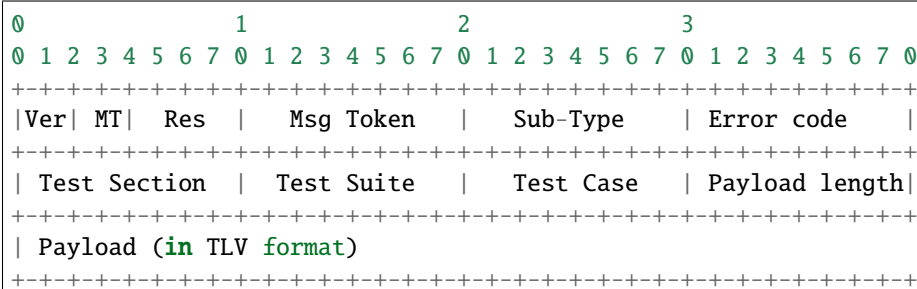 0               1               2               3
0 1 2 3 4 5 6 7 0 1 2 3 4 5 6 7 0 1 2 3 4 5 6 7 0 1 2 3 4 5 6 7 0
+-+-+-+-+-+-+-+-+-+-+-+-+-+-+-+-+-+-+-+-+-+-+-+-+-+-+-+-+-+-+-+-+
|Ver| MT|  Res  |   Msg Token   |   Sub-Type    | Error code    |
+-+-+-+-+-+-+-+-+-+-+-+-+-+-+-+-+-+-+-+-+-+-+-+-+-+-+-+-+-+-+-+-+
| Test Section  |  Test Suite   |   Test Case   | Payload length|
+-+-+-+-+-+-+-+-+-+-+-+-+-+-+-+-+-+-+-+-+-+-+-+-+-+-+-+-+-+-+-+-+
| Payload (in TLV format)
+-+-+-+-+-+-+-+-+-+-+-+-+-+-+-+-+-+-+-+-+-+-+-+-+-+-+-+-+-+-+-+-+